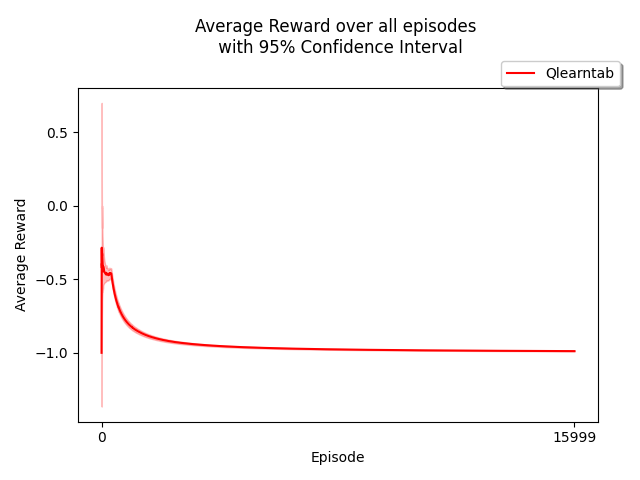 Average Reward over all episodes
with 95% Confidence Interval
Qlearntab
Average Reward
0.5
0.0
−0.5
−1.0
0
15999
Episode